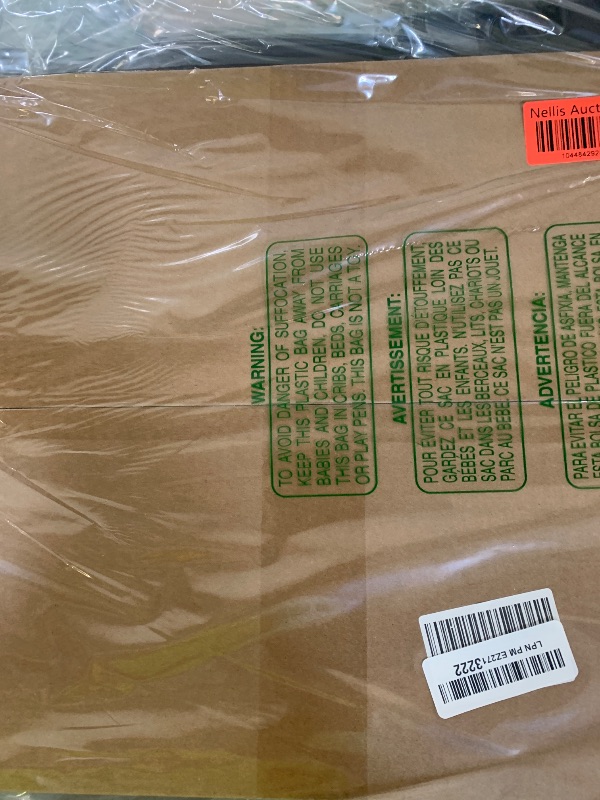 Nellis Auct
WARNING:
TO AVOID DANGER OF SUFFOCATION,
KEEP THIS PLASTIC BAG AWAY FROM
BABIES AND CHILDREN. DO NOT USE
THIS BAG IN CRIBS, BEDS, CARRIAGES
OR PLAY PENS. THIS BAG IS NOT A TOY.
AVERTISSEMENT:
POUR ÉVITER TOUT RISQUE D'ÉTOUFFEMENT,
GARDEZ CE SAC EN PLASTIQUE LOIN DES
BEBES ET LES ENFANTS. N'UTILISEZ PAS CE
SAC DANS LES BERCEAUX, LITS, CHARIOTS OU
PARC AU BEBE. CE SAC N'EST PAS UN JOUET.
ADVERTENCIA:
PARA EVITAR EL PELIGRO DE ASFIXIA, MANTENGA
ESTA BOLSA DE PLASTICO FUERA DEL ALCANCE
LPN PM EZ2713222